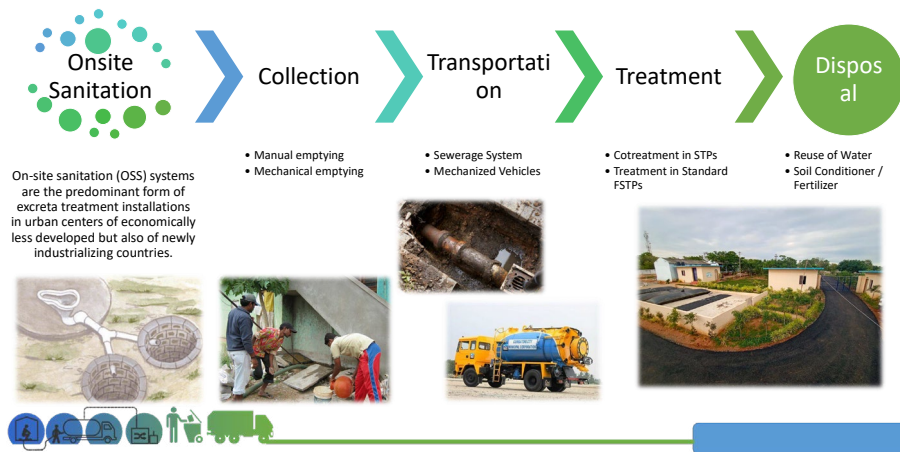 Onsite
Sanitation
Collection
Transportati
on
Treatment
Dispos
al
On-site sanitation (OSS) systems
are the predominant form of
excreta treatment installations
in urban centers of economically
less developed but also of newly
industrializing countries.
• Manual emptying
• Mechanical emptying
• Sewerage System
• Mechanized Vehicles
• Cotreatment in STPs
• Treatment in Standard
FSTPs
• Reuse of Water
• Soil Conditioner /
Fertilizer